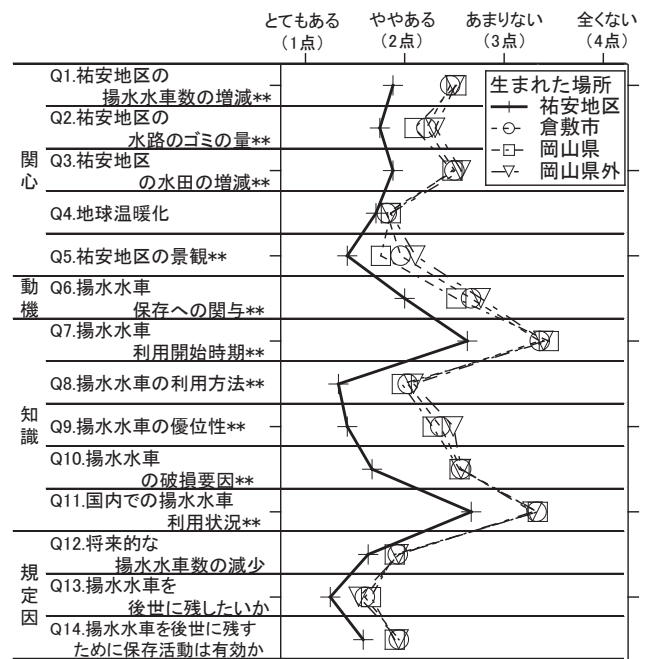 とてもある ややある あまりない 全くない
（1点） （2点） （3点） （4点）
生まれた場所
祐安地区
倉敷市
岡山県
岡山県外
関心
Q1.祐安地区の
揚水水車数の増減**
Q2.祐安地区の
水路のゴミの量**
Q3.祐安地区
の水田の増減**
Q4.地球温暖化
Q5.祐安地区の景観**
動機
Q6.揚水水車
保存への関与**
知識
Q7.揚水水車
利用開始時期**
Q8.揚水水車の利用方法**
Q9.揚水水車の優位性**
Q10.揚水水車
の破損要因**
Q11.国内での揚水水車
利用状況**
規定因
Q12.将来的な
揚水水車数の減少
Q13.揚水水車を
後世に残したいか
Q14.揚水水車を後世に残す
ために保存活動は有効か